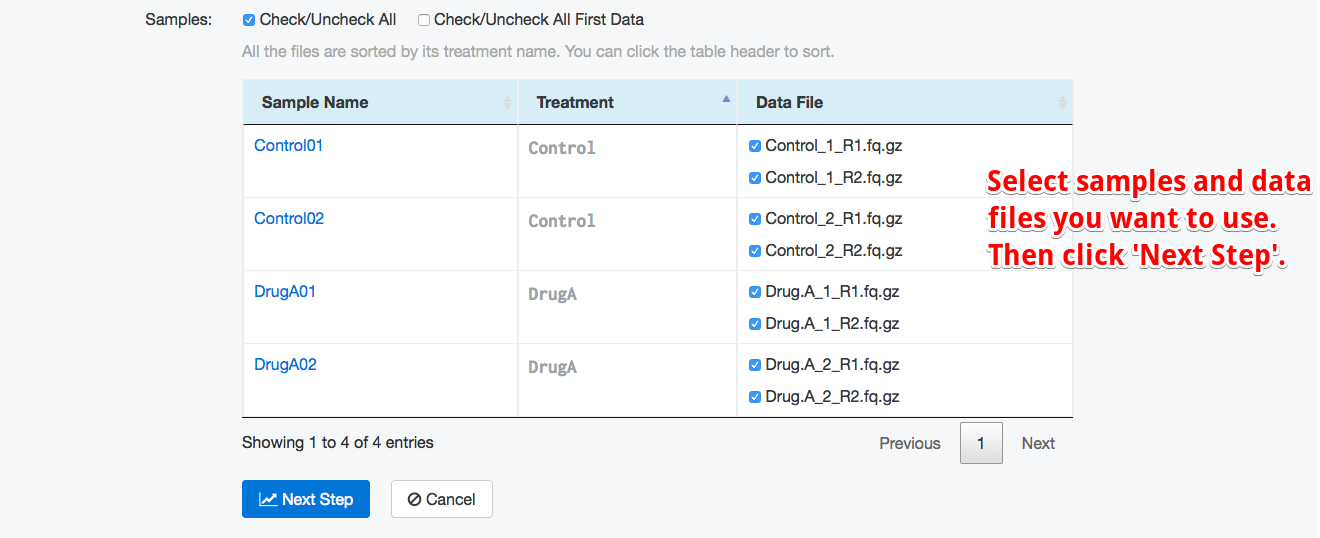 Samples: Check/Uncheck All Check/Uncheck All First Data
All the files are sorted by its treatment name. You can click the table header to sort.
Sample Name Treatment Data File
Control01 Control Control_1_R1.fq.gz
Control_1_R2.fq.gz
Control02 Control Control_2_R1.fq.gz
Control_2_R2.fq.gz
DrugA01 DrugA Drug.A_1_R1.fq.gz
Drug.A_1_R2.fq.gz
DrugA02 DrugA Drug.A_2_R1.fq.gz
Drug.A_2_R2.fq.gz
Select samples and data
files you want to use.
Then click 'Next Step'.
Showing 1 to 4 of 4 entries Previous 1 Next
Next Step Cancel